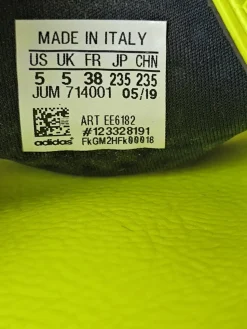 MADE IN ITALY
US UK FR JP CHN
5 5 38 235 235
JUM 714001 05/19
ART EE6182
#123328191
adidas FkGM2HFk00016